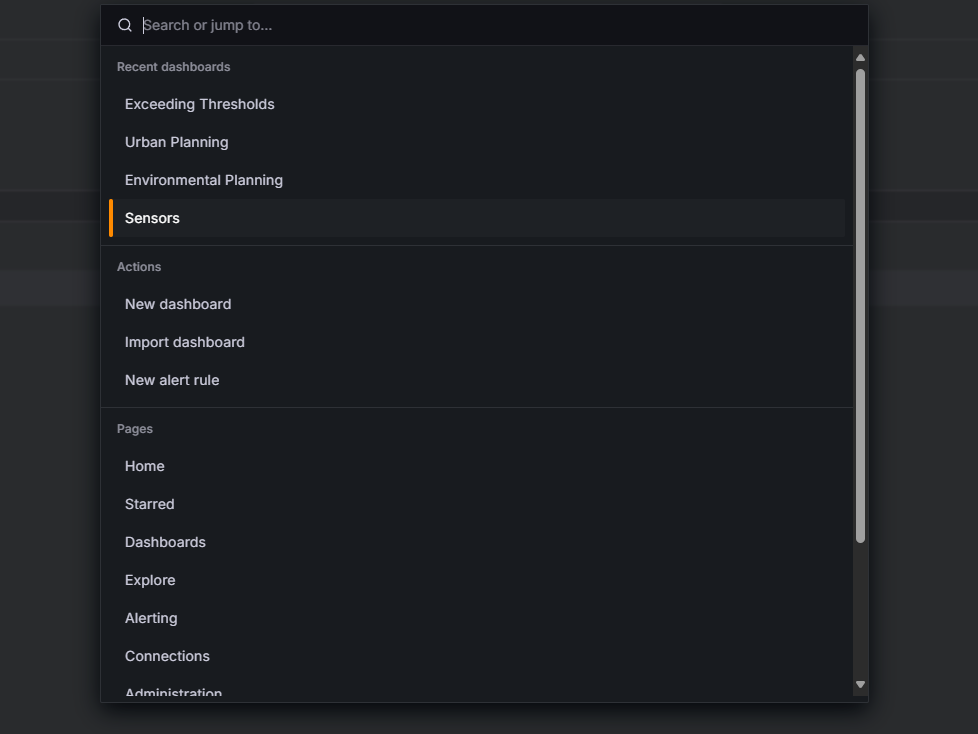 Search or jump to...
Recent dashboards
Exceeding Thresholds
Urban Planning
Environmental Planning
Sensors
Actions
New dashboard
Import dashboard
New alert rule
Pages
Home
Starred
Dashboards
Explore
Alerting
Connections
Administration